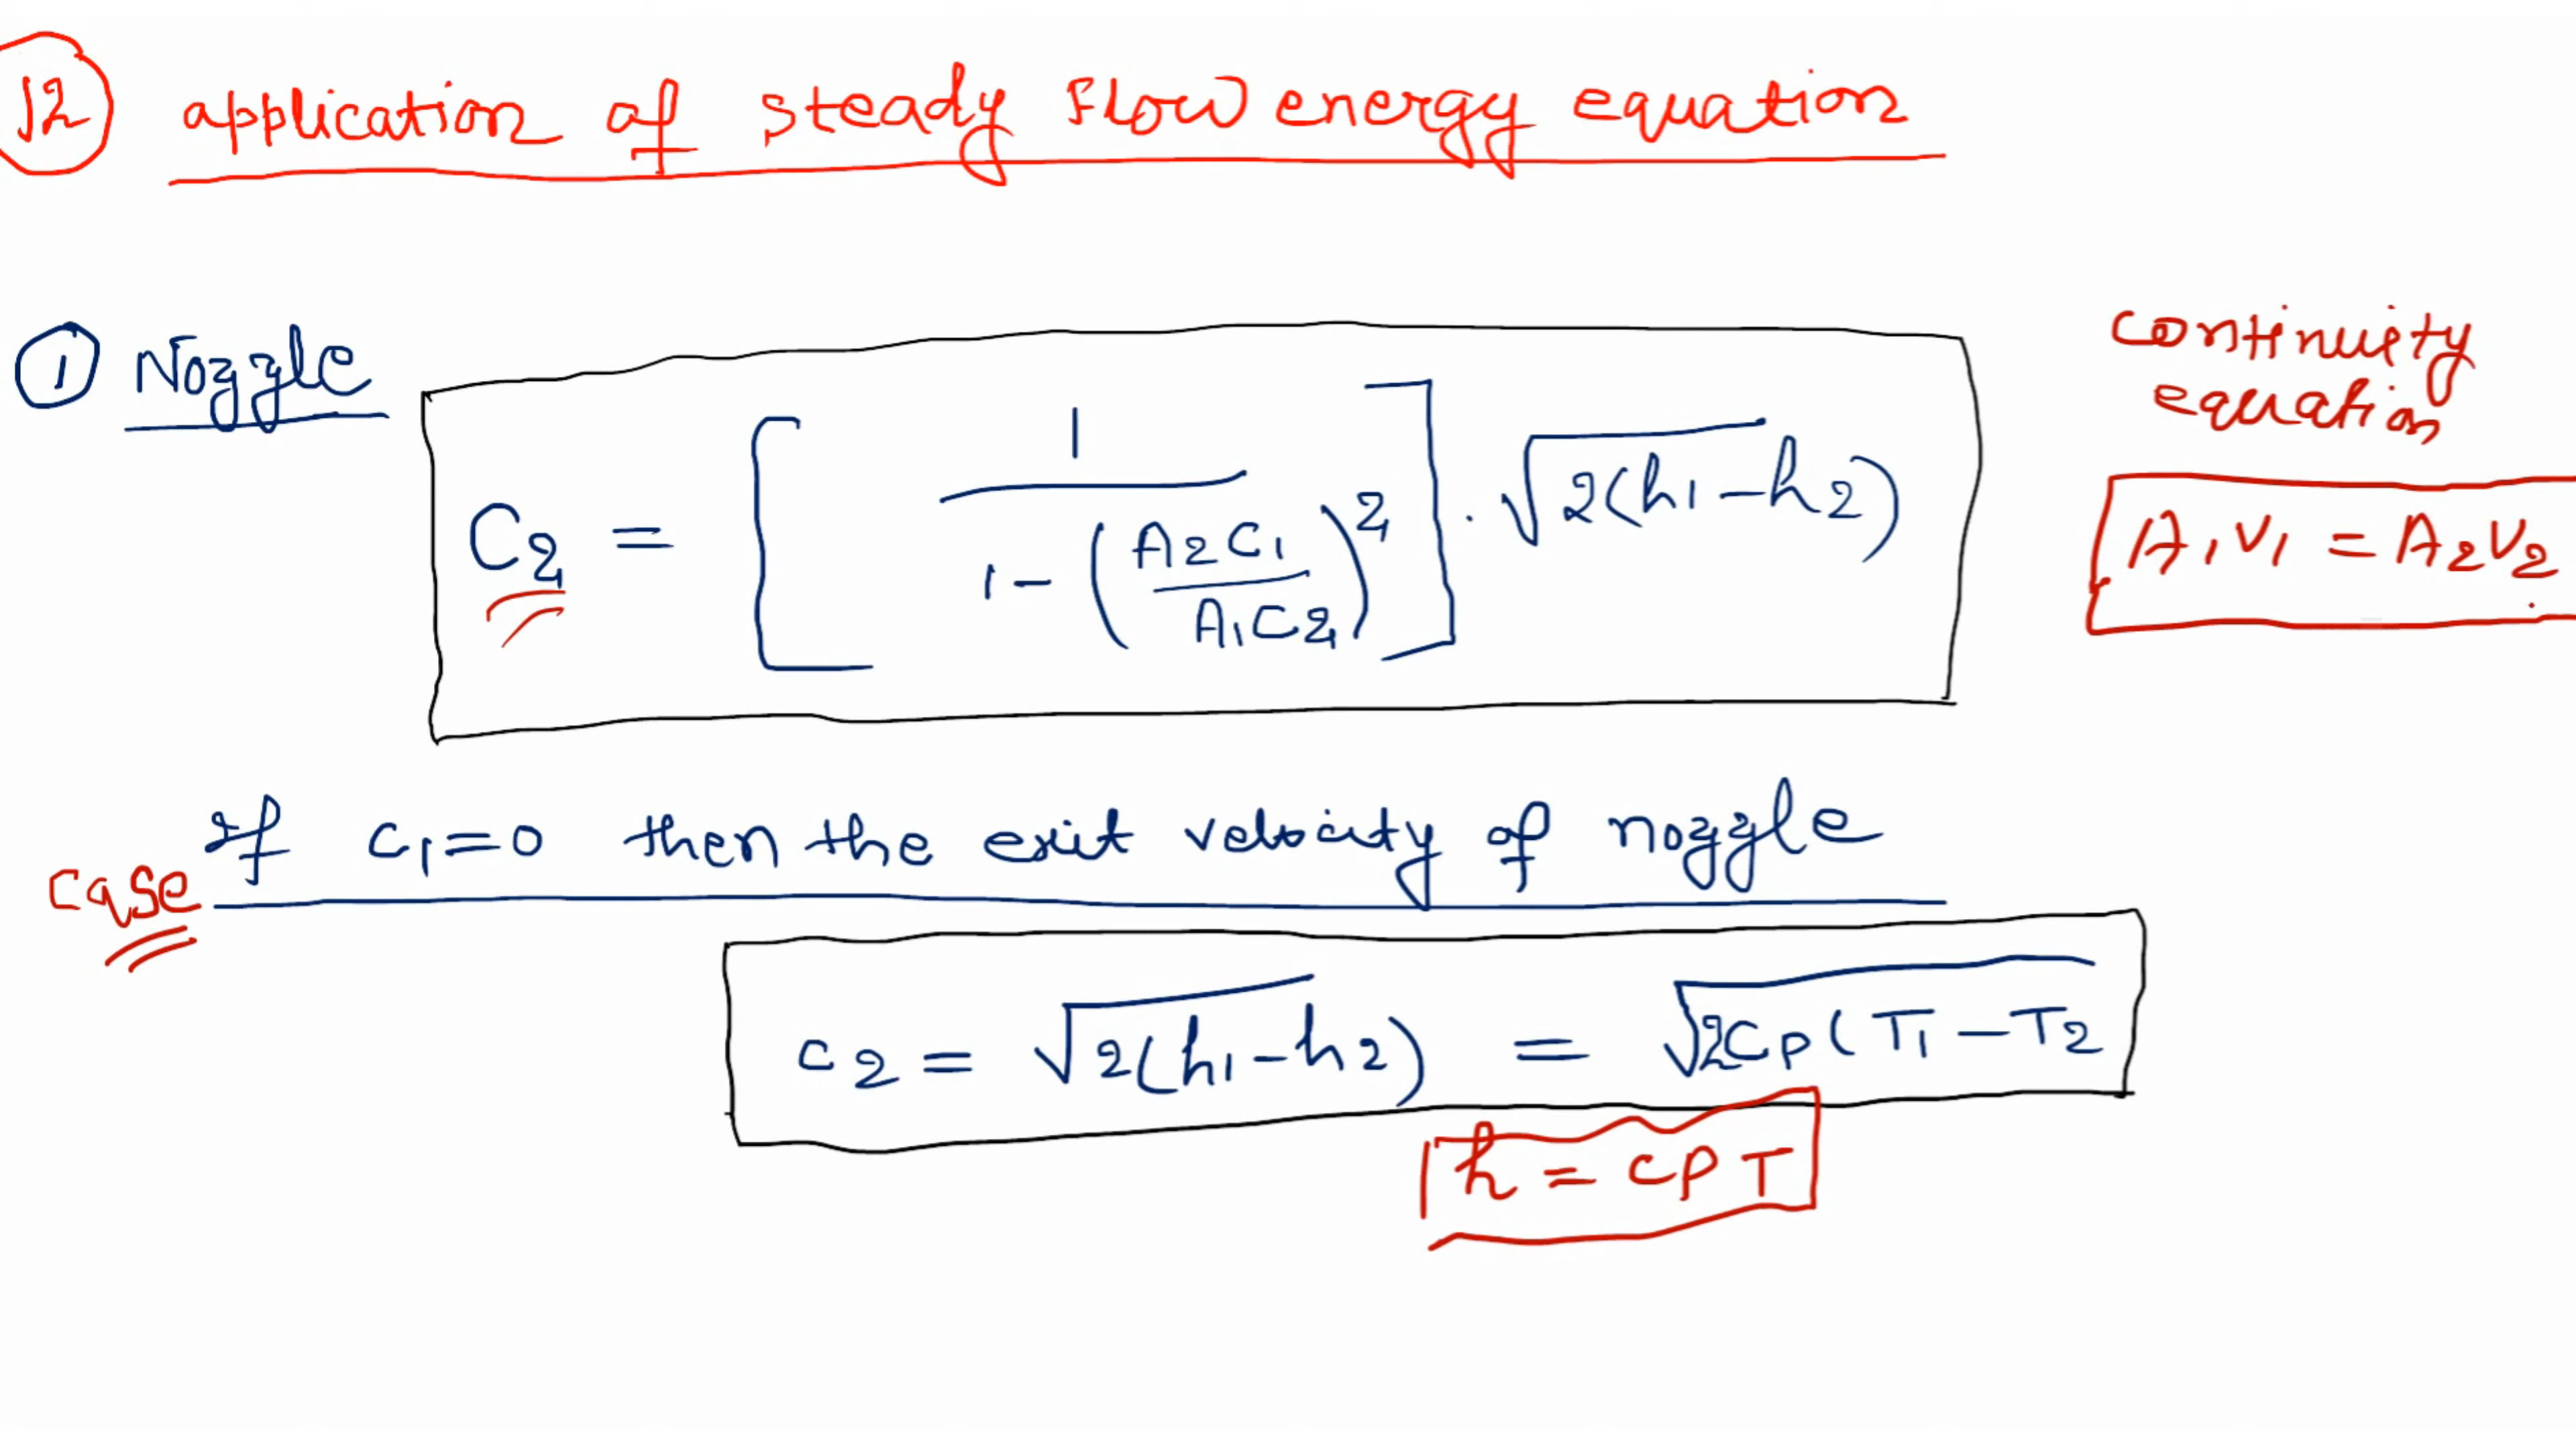 12 application of steady flow energy equation
① Nozzle
C2 = [ 1 / 1 - (A2C1 / A1C2)^2 ] . √2(h1-h2)
continuity
equation
A1V1 = A2V2
case If C1=0 then the exit velocity of nozzle
C2 = √2(h1-h2) = √2Cp(T1-T2
h = CPT